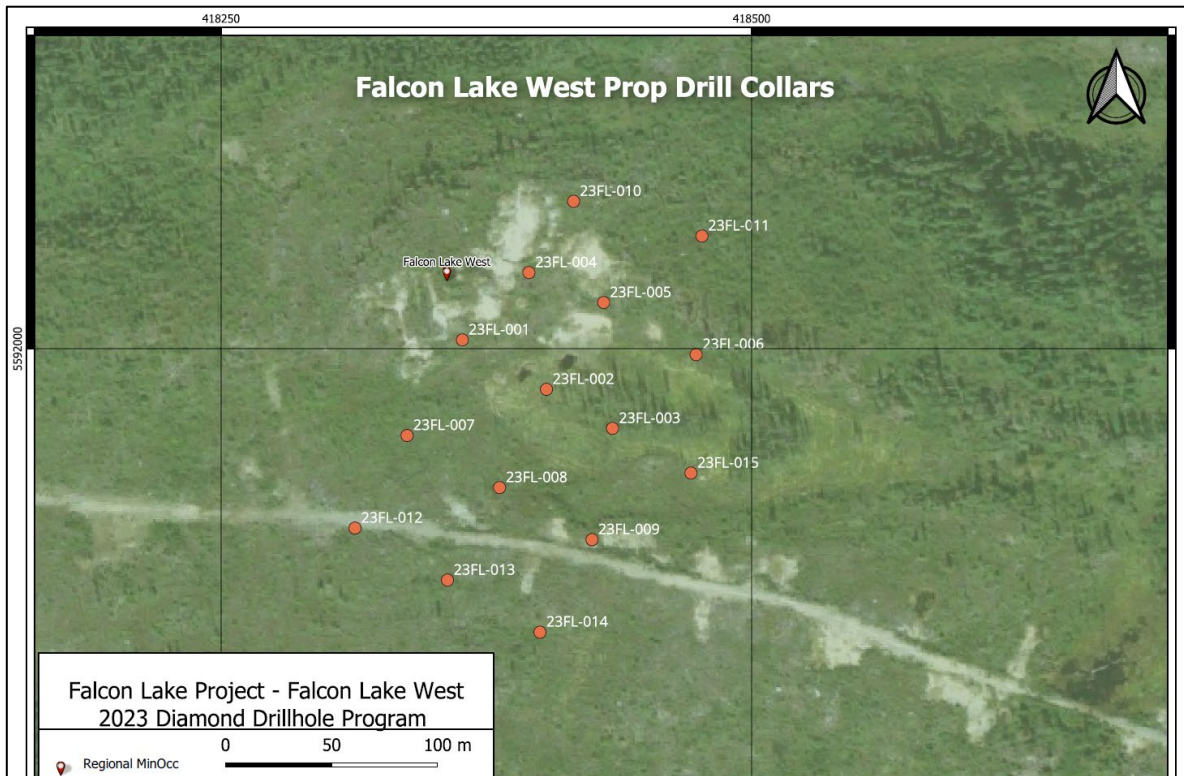 418250
418500
Falcon Lake West Prop Drill Collars
23FL-010
23FL-011
Falcon Lake West
23FL-004
23FL-005
23FL-001
5592000
23FL-006
23FL-002
23FL-003
23FL-007
23FL-015
23FL-008
23FL-012
23FL-009
23FL-013
23FL-014
Falcon Lake Project - Falcon Lake West
2023 Diamond Drillhole Program
0 50 100 m
Regional MinOcc